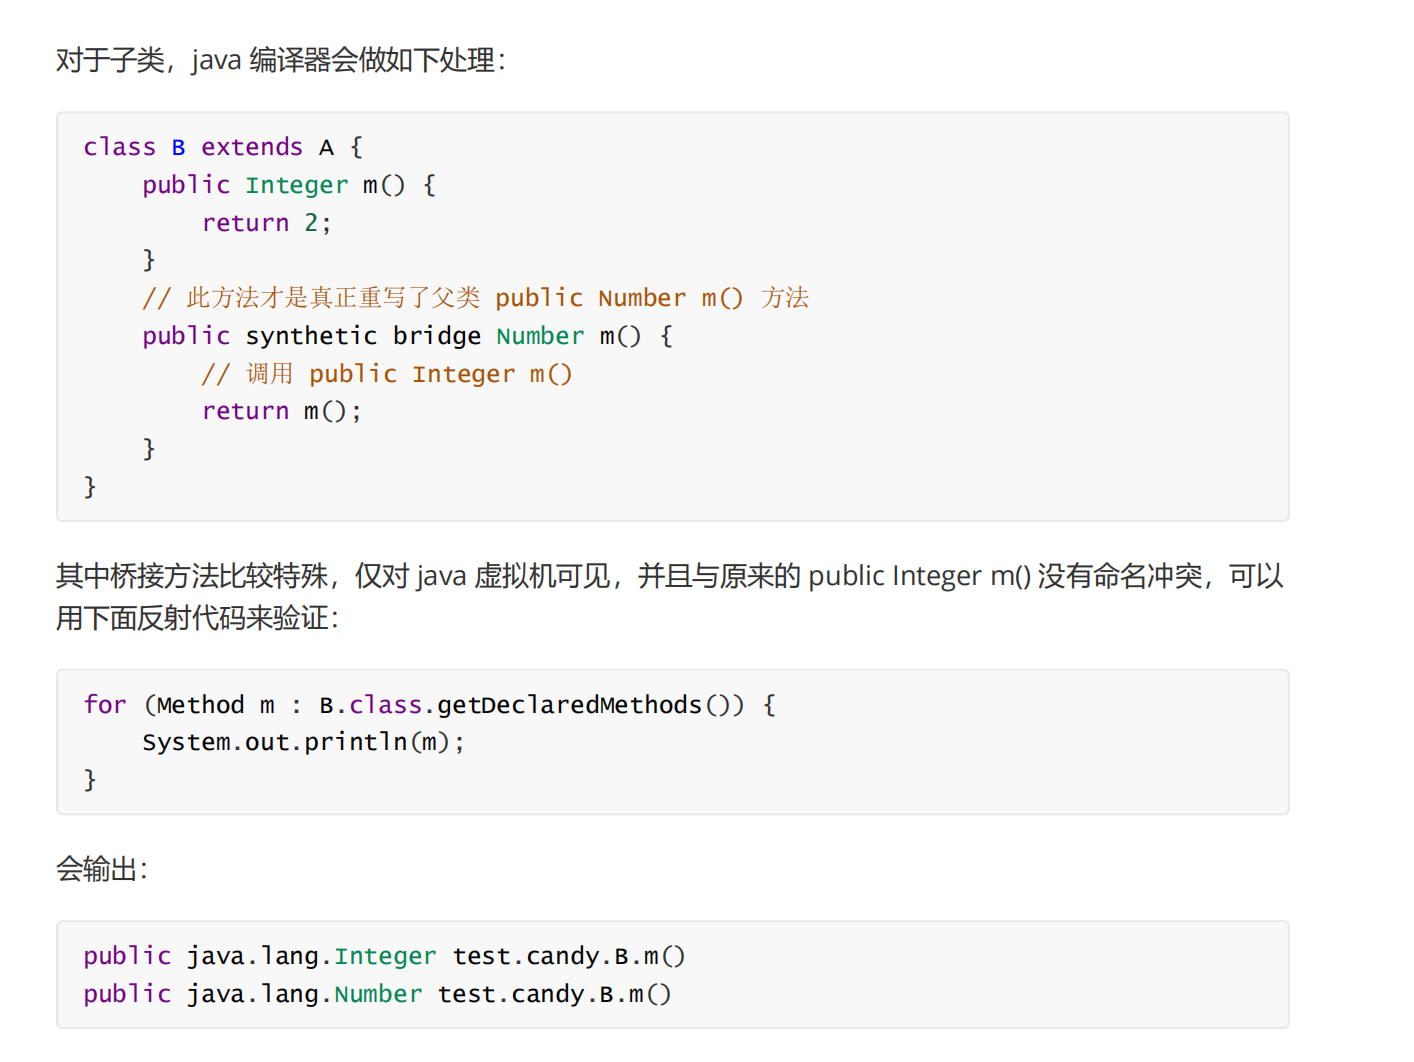 对于子类，java 编译器会做如下处理：
class B extends A {
    public Integer m() {
        return 2;
    }
    // 此方法才是真正重写了父类 public Number m() 方法
    public synthetic bridge Number m() {
        // 调用 public Integer m()
        return m();
    }
}
其中桥接方法比较特殊，仅对 java 虚拟机可见，并且与原来的 public Integer m() 没有命名冲突，可以
用下面反射代码来验证：
for (Method m : B.class.getDeclaredMethods()) {
    System.out.println(m);
}
会输出：
public java.lang.Integer test.candy.B.m()
public java.lang.Number test.candy.B.m()